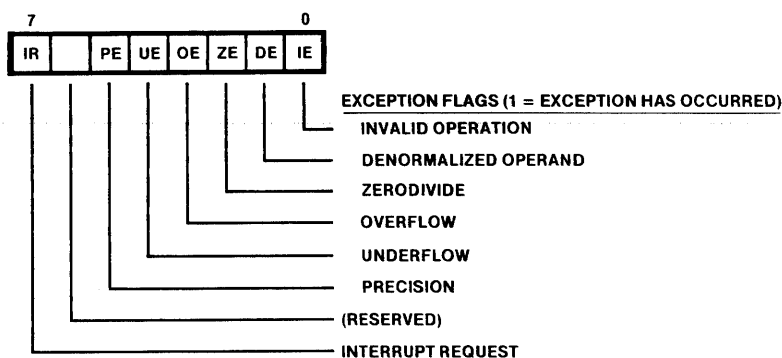 7 0
IR PE UE OE ZE DE IE
EXCEPTION FLAGS (1 = EXCEPTION HAS OCCURRED)
INVALID OPERATION
DENORMALIZED OPERAND
ZERODIVIDE
OVERFLOW
UNDERFLOW
PRECISION
(RESERVED)
INTERRUPT REQUEST